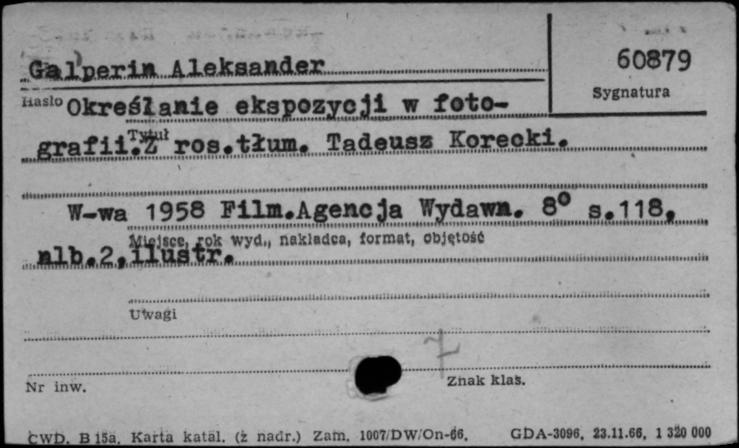 Galperin Aleksander
60879
Hasło
Sygnatura
Określanie ekspozycji w foto-
grafii.Z ros.tłum. Tadeusz Korecki.
Tytuł
W-wa 1958 Film.Agencja Wydawn. 8° s.118,
Miejsce, rok wyd., nakładca, format, objętość
nlb.2,ilustr.
Uwagi
Nr inw.
Znak klas.
CWD. B 15a. Karta katal. (z nadr.) Zam. 1007/DW/On-66. GDA-3096, 23.11.66, 1 320 000